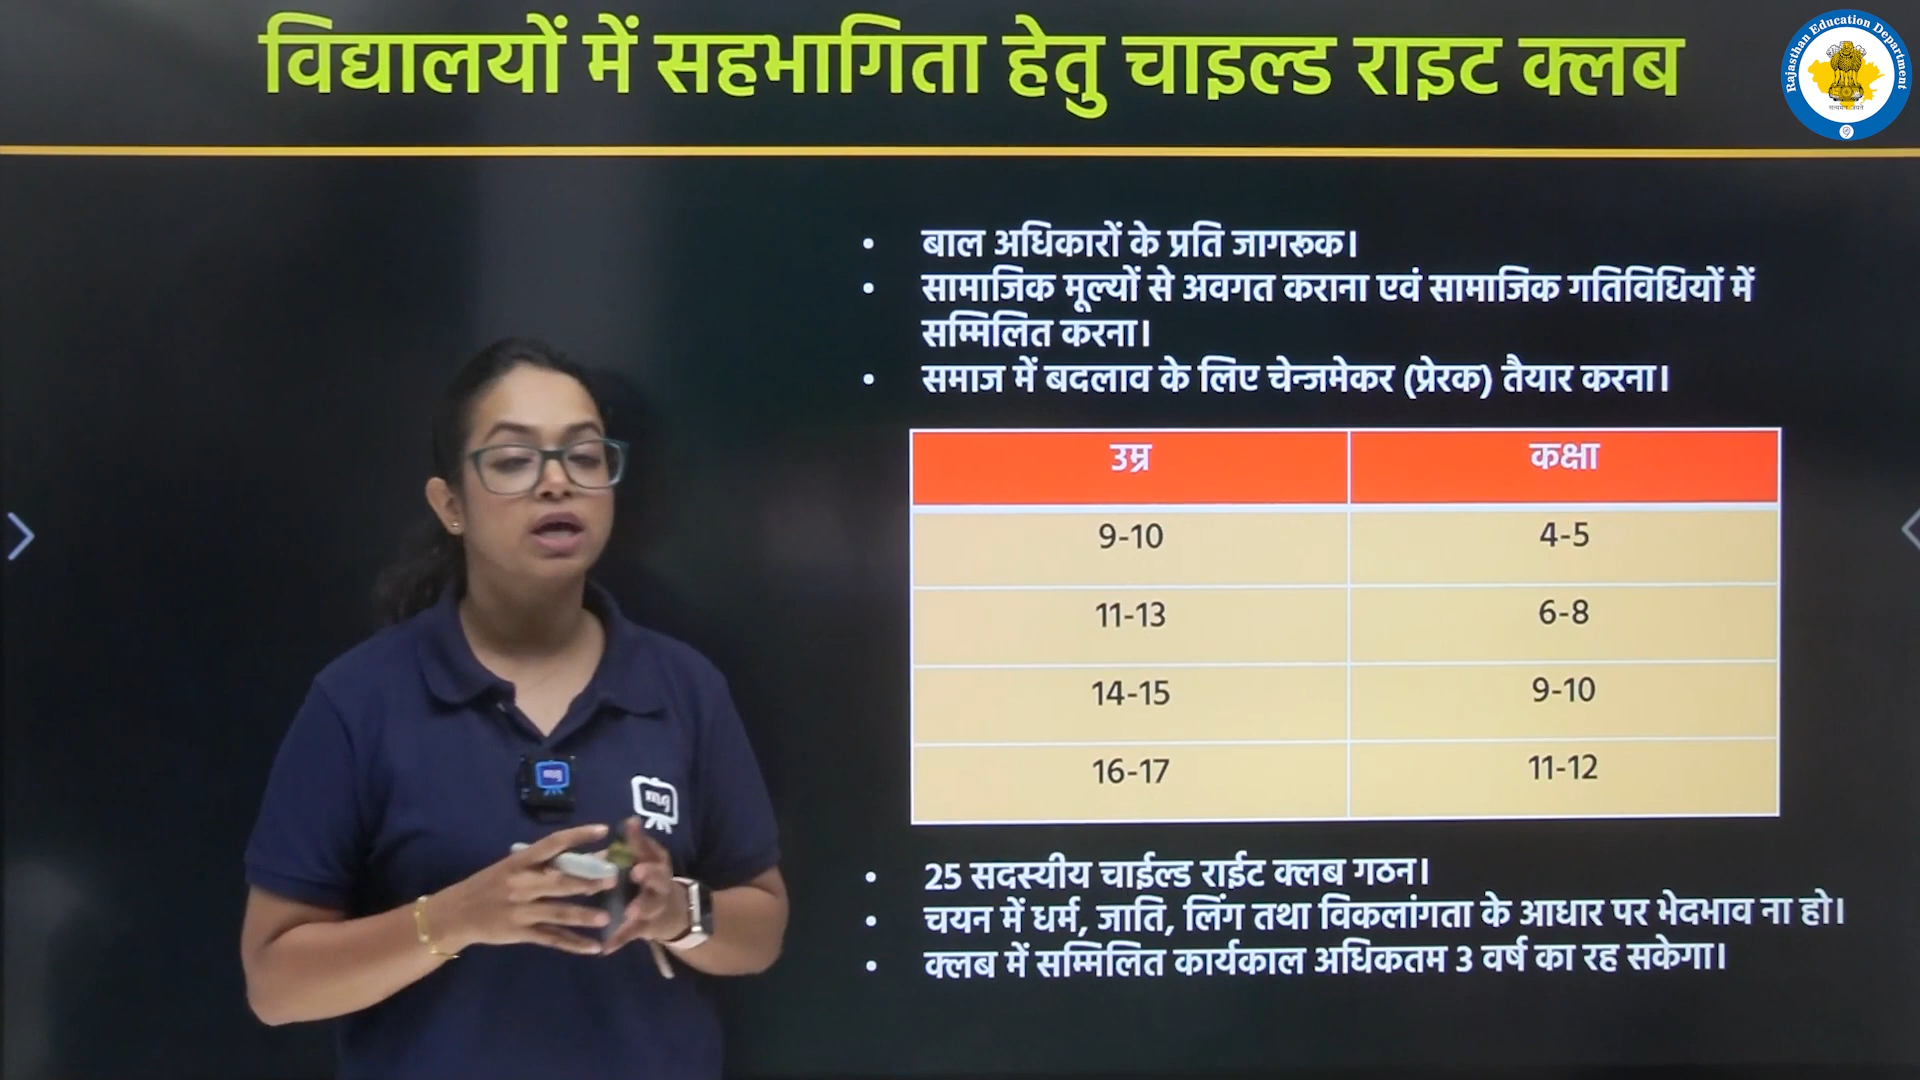 विद्यालयों में सहभागिता हेतु चाइल्ड राइट क्लब
Rajasthan Education Department
सत्यमेव जयते
• बाल अधिकारों के प्रति जागरूक।
• सामाजिक मूल्यों से अवगत कराना एवं सामाजिक गतिविधियों में
सम्मिलित करना।
• समाज में बदलाव के लिए चेन्जमेकर (प्रेरक) तैयार करना।
उम्र कक्षा
9-10 4-5
11-13 6-8
14-15 9-10
16-17 11-12
• 25 सदस्यीय चाईल्ड राईट क्लब गठन।
• चयन में धर्म, जाति, लिंग तथा विकलांगता के आधार पर भेदभाव ना हो।
• क्लब में सम्मिलित कार्यकाल अधिकतम 3 वर्ष का रह सकेगा।